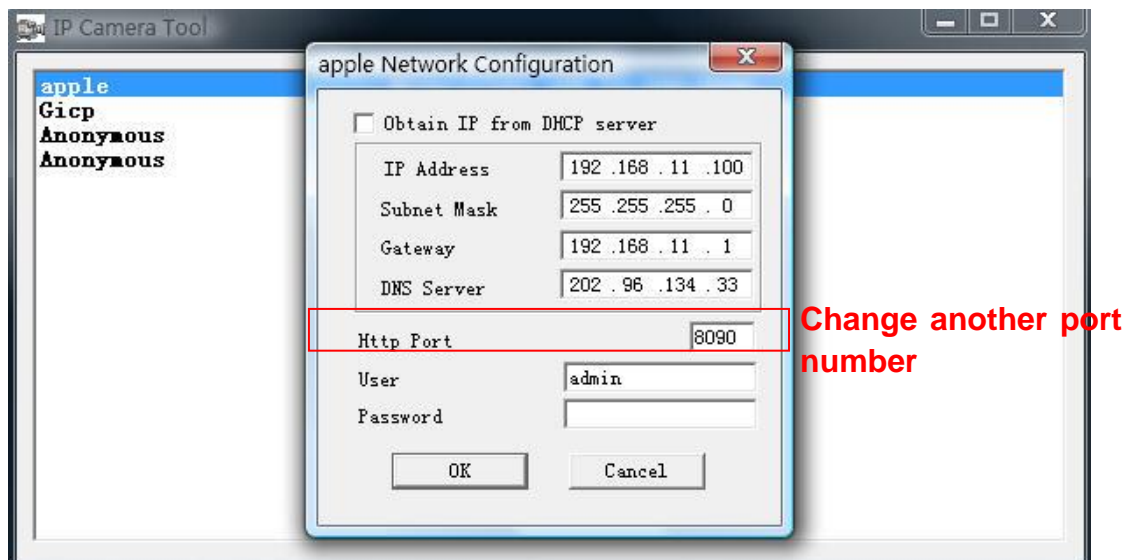 IP Camera Tool
apple
Gicp
Anonymous
Anonymous
apple Network Configuration
Obtain IP from DHCP server
IP Address 192 .168 . 11 .100
Subnet Mask 255 .255 .255 . 0
Gateway 192 .168 . 11 . 1
DNS Server 202 . 96 .134 . 33
Http Port 8090
User admin
Password
OK Cancel
Change another port
number